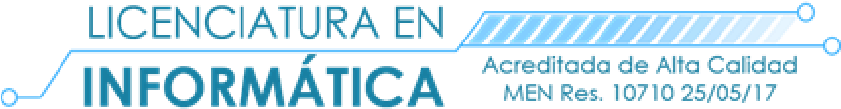 LICENCIATURA EN
INFORMÁTICA
Acreditada de Alta Calidad
MEN Res. 10710 25/05/17